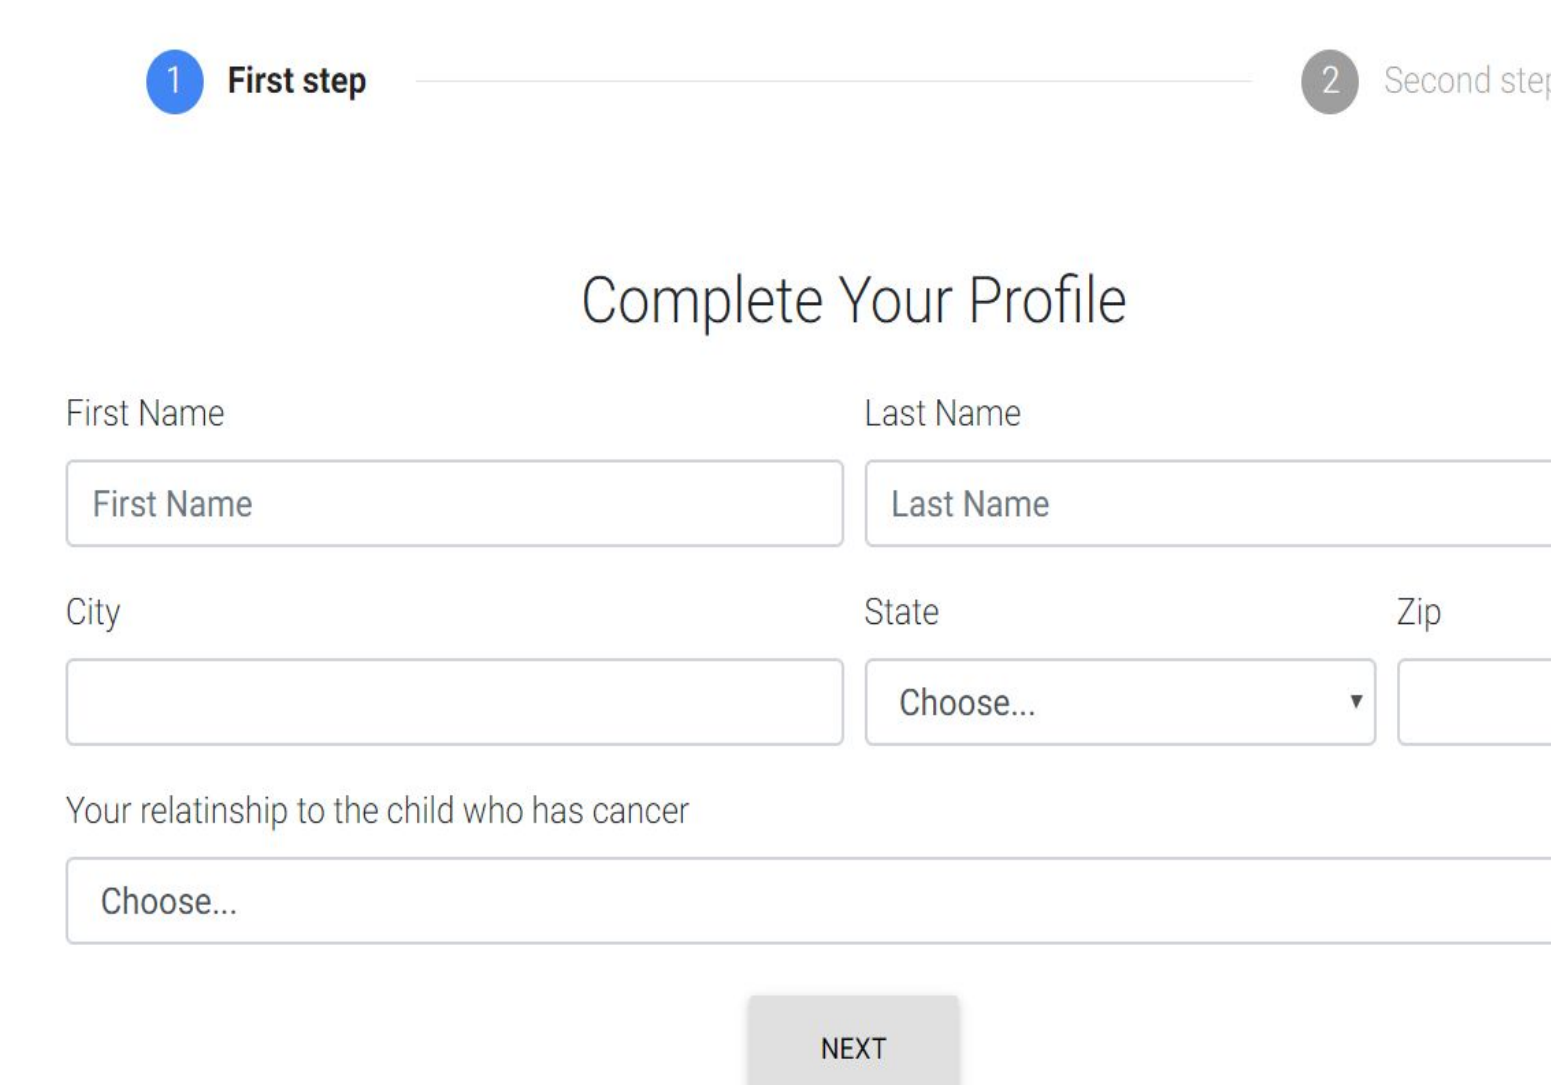 1 First step 2 Second step
Complete Your Profile
First Name Last Name
First Name Last Name
City State Zip
Choose... ▼
Your relatinship to the child who has cancer
Choose...
NEXT